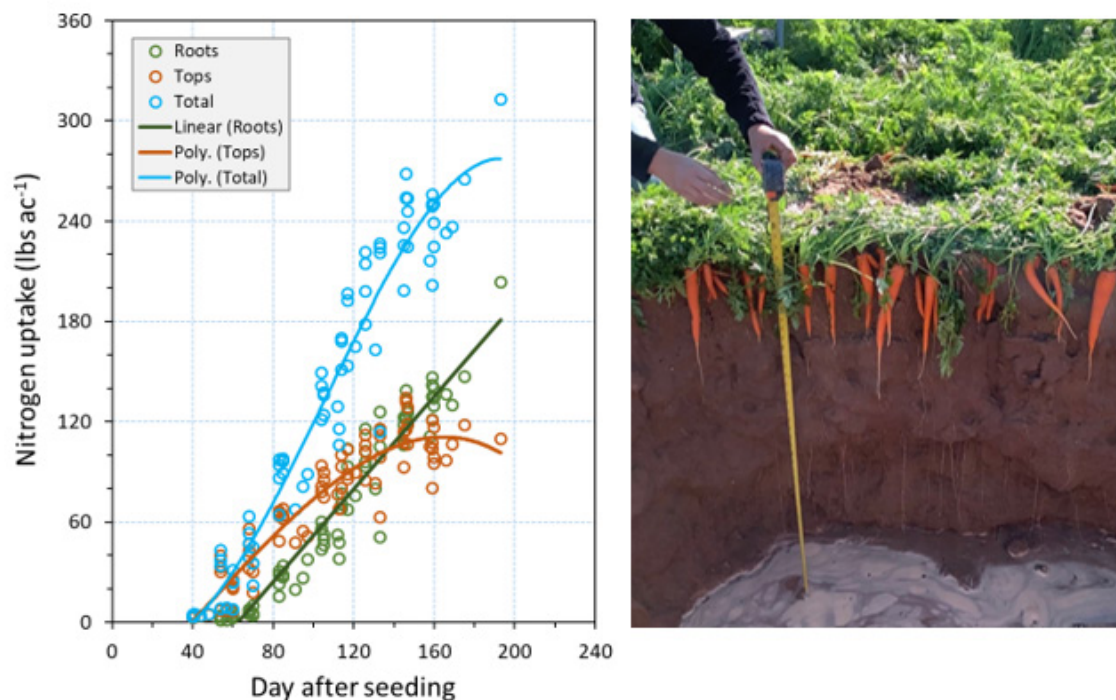 360
300
240
180
120
60
0
Nitrogen uptake (lbs ac⁻¹)
Roots
Tops
Total
Linear (Roots)
Poly. (Tops)
Poly. (Total)
0 40 80 120 160 200 240
Day after seeding